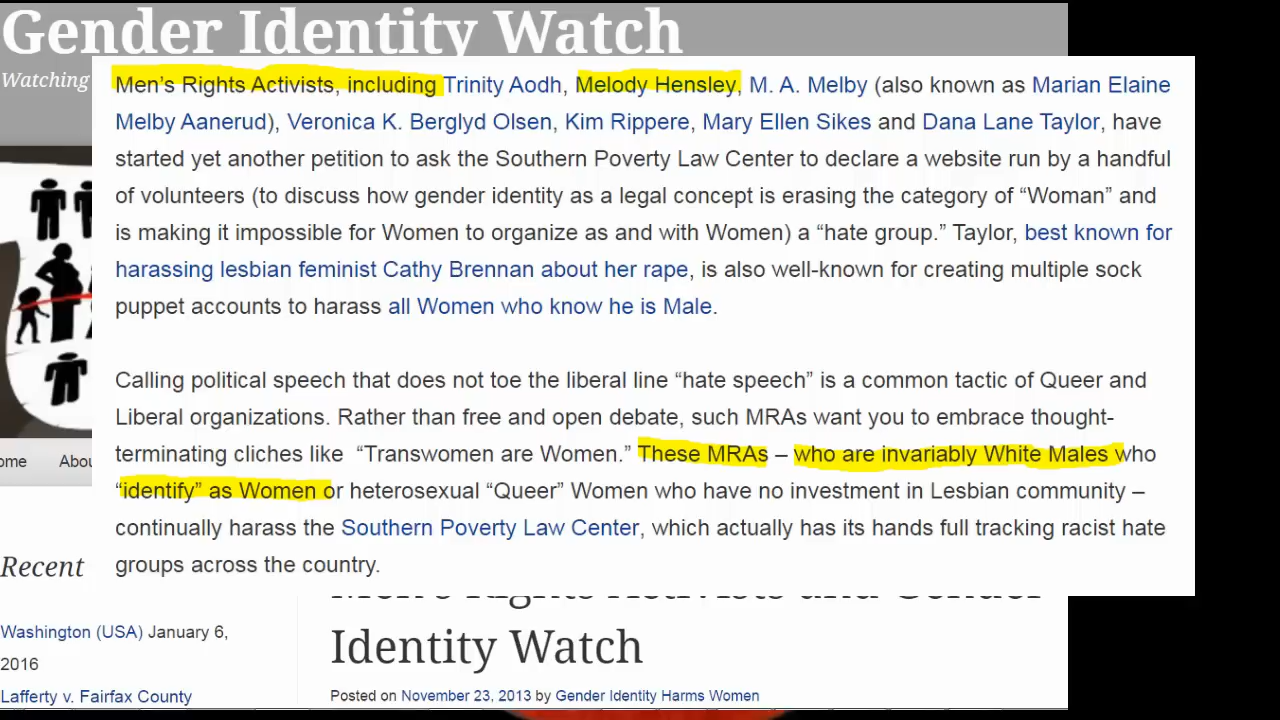 Gender Identity Watch
Watching
Men's Rights Activists, including Trinity Aodh, Melody Hensley, M. A. Melby (also known as Marian Elaine
Melby Aanerud), Veronica K. Berglyd Olsen, Kim Rippere, Mary Ellen Sikes and Dana Lane Taylor, have
started yet another petition to ask the Southern Poverty Law Center to declare a website run by a handful
of volunteers (to discuss how gender identity as a legal concept is erasing the category of “Woman” and
is making it impossible for Women to organize as and with Women) a “hate group.” Taylor, best known for
harassing lesbian feminist Cathy Brennan about her rape, is also well-known for creating multiple sock
puppet accounts to harass all Women who know he is Male.
Calling political speech that does not toe the liberal line “hate speech” is a common tactic of Queer and
Liberal organizations. Rather than free and open debate, such MRAs want you to embrace thought-
terminating cliches like “Transwomen are Women.” These MRAs – who are invariably White Males who
“identify” as Women or heterosexual “Queer” Women who have no investment in Lesbian community –
continually harass the Southern Poverty Law Center, which actually has its hands full tracking racist hate
groups across the country.
ome Abou
Recent
Washington (USA) January 6,
2016
Lafferty v. Fairfax County
Men's Rights Activists and Gender
Identity Watch
Posted on November 23, 2013 by Gender Identity Harms Women